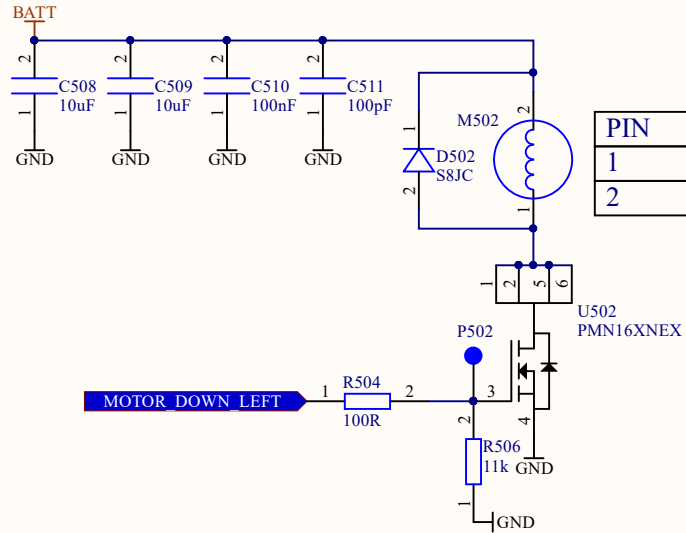 BATT
2
1
C508
10uF
GND
2
1
C509
10uF
GND
2
1
C510
100nF
GND
2
1
C511
100pF
GND
1
2
D502
S8JC
M502
2
1
PIN
1
2
1
2
5
6
U502
PMN16XNEX
P502
MOTOR_DOWN_LEFT
1
R504
2
100R
3
4
GND
2
R506
11k
1
GND